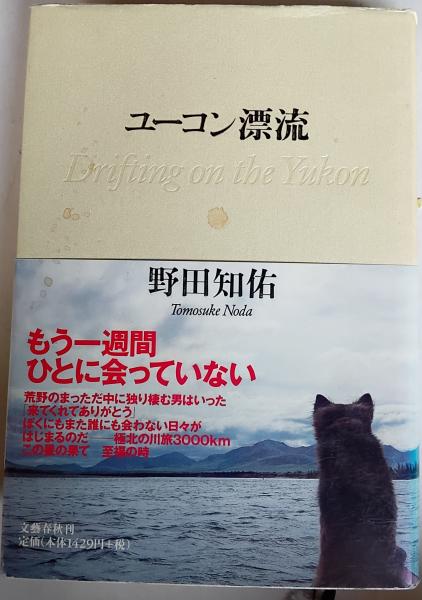 ユーコン漂流
Drifting on the Yukon
野田知佑
Tomosuke Noda
もう一週間
ひとに会っていない
荒野のまっただ中に独り棲む男はいった
「来てくれてありがとう」
ぼくにもまた誰にも会わない日々が
はじまるのだ——極北の川旅3000km
この景の果て 至福の時
文藝春秋刊
定価(本体1429円+税)